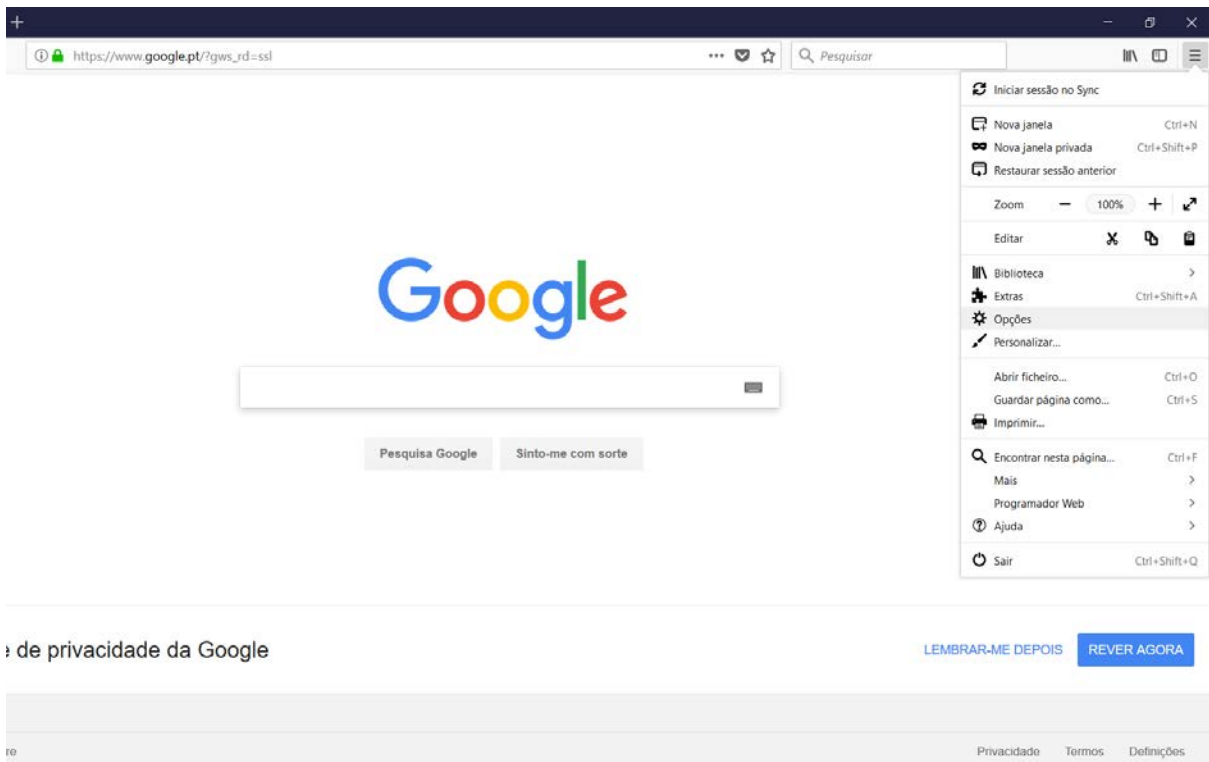 https://www.google.pt/?gws_rd=ssl
Pesquisar
Iniciar sessão no Sync
Nova janela Ctrl+N
Nova janela privada Ctrl+Shift+P
Restaurar sessão anterior
Zoom 100%
Editar
Biblioteca
Extras Ctrl+Shift+A
Opções
Personalizar...
Abrir ficheiro... Ctrl+O
Guardar página como... Ctrl+S
Imprimir...
Encontrar nesta página... Ctrl+F
Mais
Programador Web
Ajuda
Sair Ctrl+Shift+Q
Google
Pesquisa Google Sinto-me com sorte
de privacidade da Google LEMBRAR-ME DEPOIS REVER AGORA
re Privacidade Termos Definições